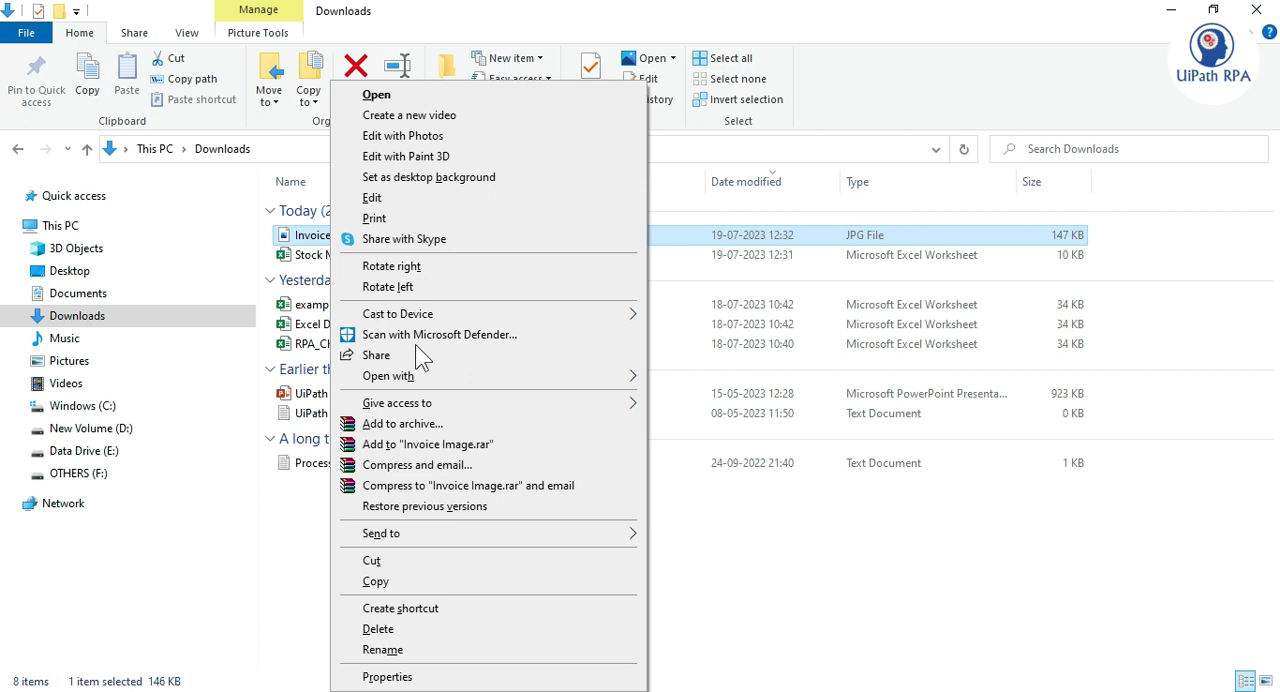 Manage
Downloads
File
Home
Share
View
Picture Tools
Pin to Quick access
Copy
Paste
Cut
Copy path
Paste shortcut
Clipboard
Move to
Copy to
Org
New item
Easy access
Open
Edit
istory
Select all
Select none
Invert selection
Select
UiPath RPA
This PC > Downloads
Search Downloads
Name
Date modified
Type
Size
Quick access
This PC
3D Objects
Desktop
Documents
Downloads
Music
Pictures
Videos
Windows (C:)
New Volume (D:)
Data Drive (E:)
OTHERS (F:)
Network
Today (2
Invoice
19-07-2023 12:32
JPG File
147 KB
Stock M
19-07-2023 12:31
Microsoft Excel Worksheet
10 KB
Yesterda
examp
18-07-2023 10:42
Microsoft Excel Worksheet
34 KB
Excel D
18-07-2023 10:42
Microsoft Excel Worksheet
34 KB
RPA_Ch
18-07-2023 10:40
Microsoft Excel Worksheet
34 KB
Earlier th
UiPath
15-05-2023 12:28
Microsoft PowerPoint Presenta...
923 KB
UiPath
08-05-2023 11:50
Text Document
0 KB
A long t
Process
24-09-2022 21:40
Text Document
1 KB
Open
Create a new video
Edit with Photos
Edit with Paint 3D
Set as desktop background
Edit
Print
Share with Skype
Rotate right
Rotate left
Cast to Device
Scan with Microsoft Defender...
Share
Open with
Give access to
Add to archive...
Add to "Invoice Image.rar"
Compress and email...
Compress to "Invoice Image.rar" and email
Restore previous versions
Send to
Cut
Copy
Create shortcut
Delete
Rename
Properties
8 items
1 item selected 146 KB